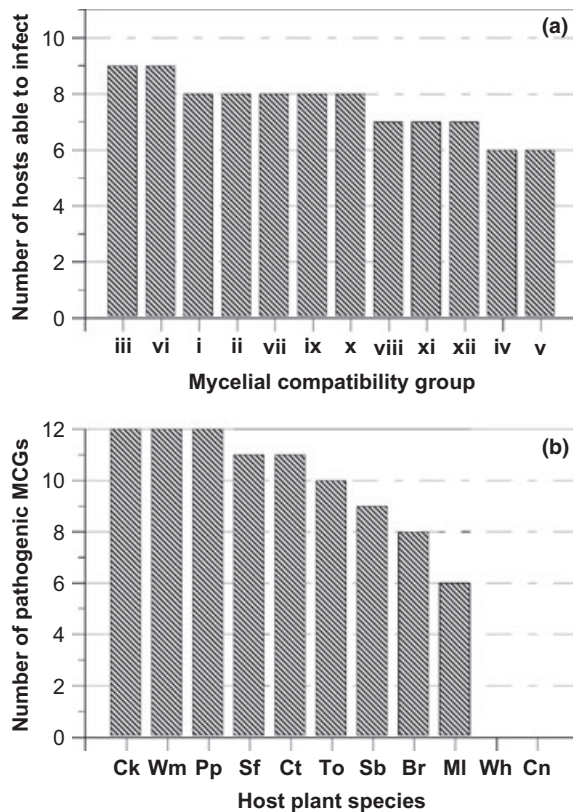 (a)
Number of hosts able to infect
10
8
6
4
2
0
iii vi i ii vii ix x viii xi xii iv v
Mycelial compatibility group
(b)
Number of pathogenic MCGs
12
10
8
6
4
2
0
Ck Wm Pp Sf Ct To Sb Br Ml Wh Cn
Host plant species